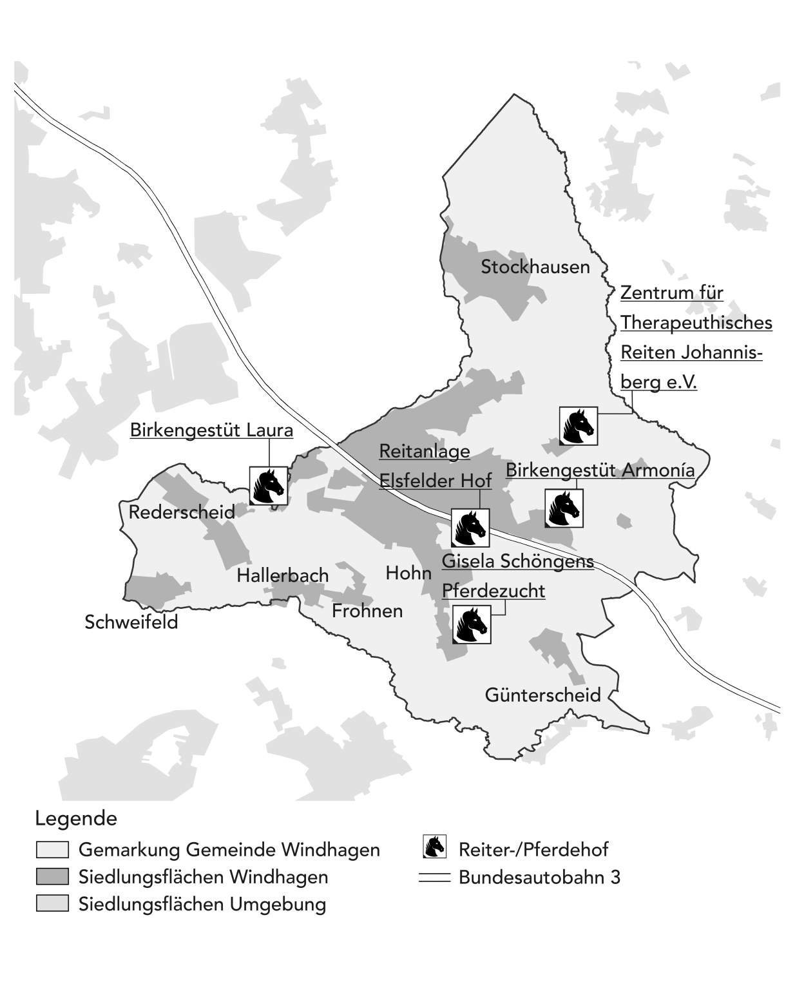 Stockhausen
Zentrum für
Therapeuthisches
Reiten Johannis-
berg e.V.
Birkengestüt Laura
Reitanlage
Elsfelder Hof
Birkengestüt Armonía
Rederscheid
Gisela Schöngens
Pferdezucht
Hallerbach
Hohn
Frohnen
Schweifeld
Günterscheid
Legende
Gemarkung Gemeinde Windhagen
Siedlungsflächen Windhagen
Siedlungsflächen Umgebung
Reiter-/Pferdehof
Bundesautobahn 3